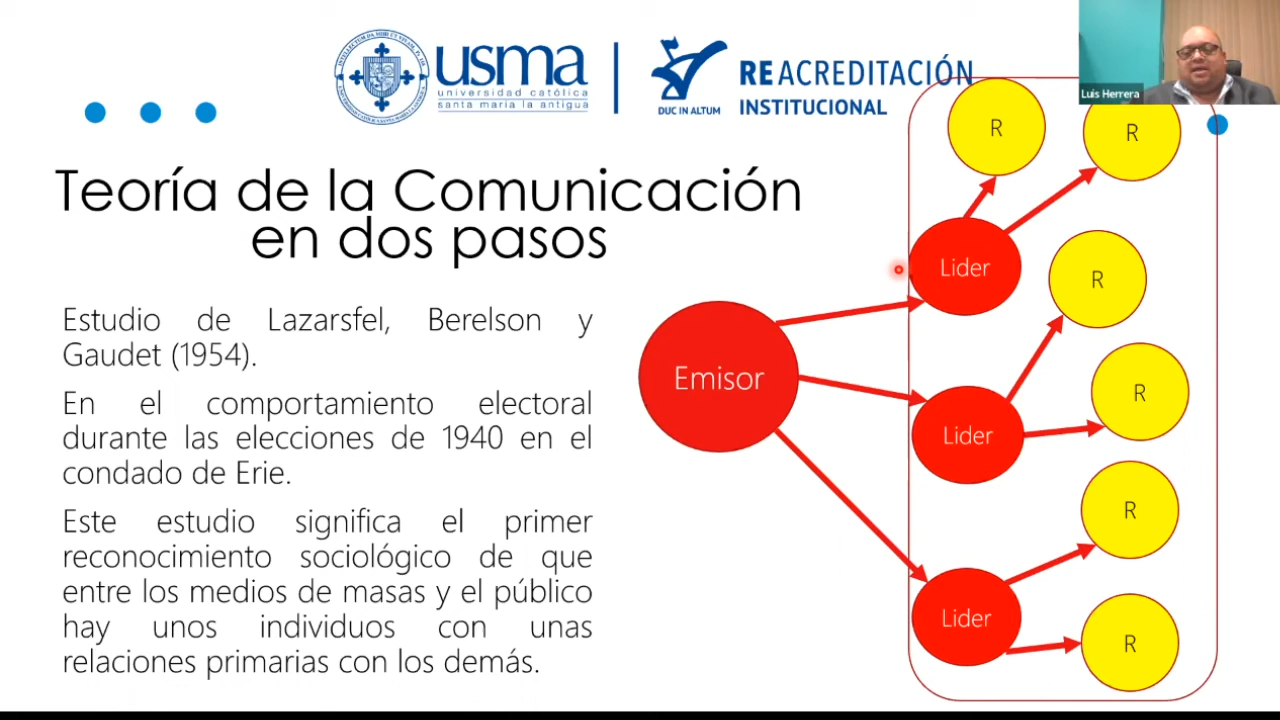 usma
universidad católica
santa maría la antigua
DUC IN ALTUM
REACREDITACIÓN
INSTITUCIONAL
Luis Herrera
Teoría de la Comunicación
en dos pasos
Estudio de Lazarsfel, Berelson y
Gaudet (1954).
En el comportamiento electoral
durante las elecciones de 1940 en el
condado de Erie.
Este estudio significa el primer
reconocimiento sociológico de que
entre los medios de masas y el público
hay unos individuos con unas
relaciones primarias con los demás.
Emisor
Lider
R
R
Lider
R
R
Lider
R
R